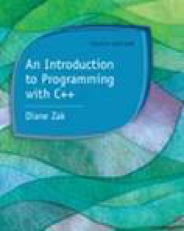 An Introduction
to Programming
with C++
Diane Zak